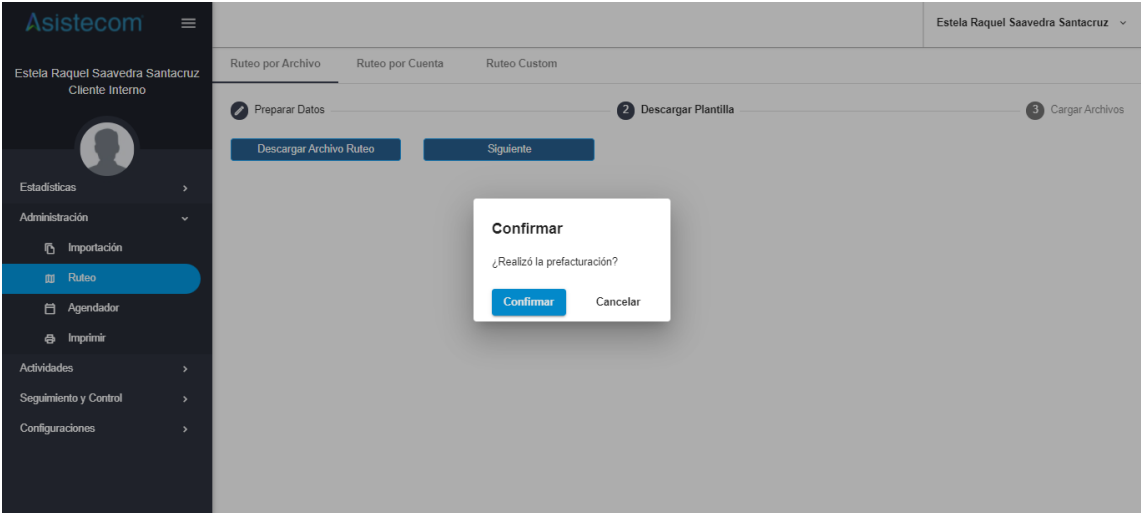 Asistecom
Estela Raquel Saavedra Santacruz
Estela Raquel Saavedra Santacruz
Cliente Interno
Estadísticas
Administración
Importación
Ruteo
Agendador
Imprimir
Actividades
Seguimiento y Control
Configuraciones
Ruteo por Archivo
Ruteo por Cuenta
Ruteo Custom
Preparar Datos
2 Descargar Plantilla
3 Cargar Archivos
Descargar Archivo Ruteo
Siguiente
Confirmar
¿Realizó la prefacturación?
Confirmar
Cancelar